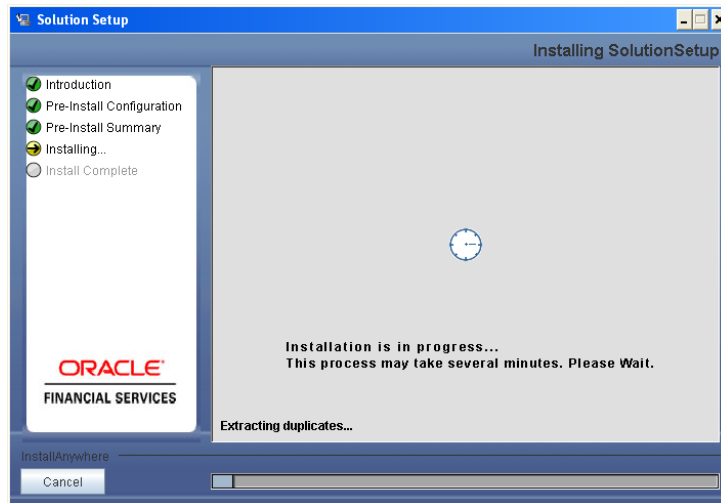 Solution Setup
Installing SolutionSetup
Introduction
Pre-Install Configuration
Pre-Install Summary
Installing...
Install Complete
Installation is in progress...
This process may take several minutes. Please Wait.
ORACLE
FINANCIAL SERVICES
Extracting duplicates...
InstallAnywhere
Cancel